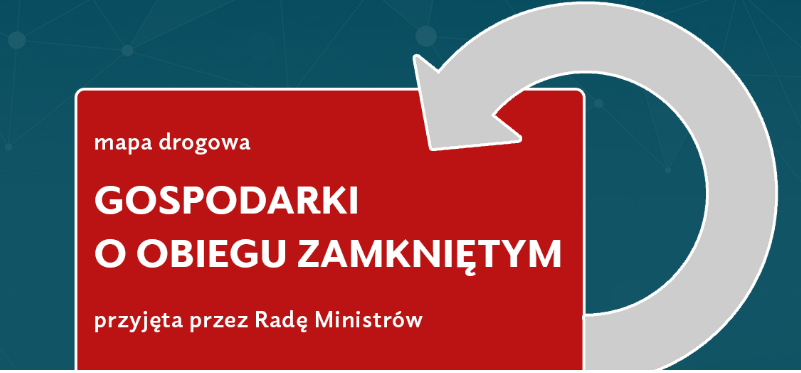 mapa drogowa
GOSPODARKI
O OBIEGU ZAMKNIĘTYM
przyjęta przez Radę Ministrów